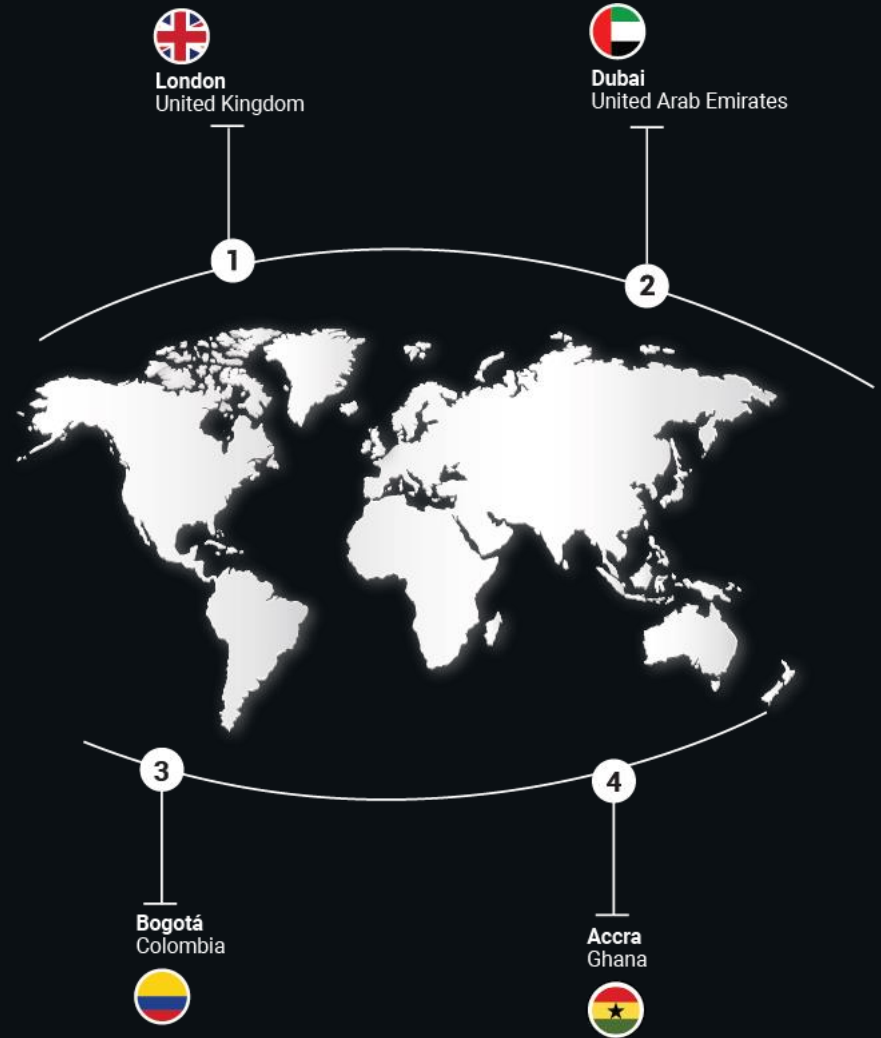 London
United Kingdom
Dubai
United Arab Emirates
1
2
3
4
Bogotá
Colombia
Accra
Ghana